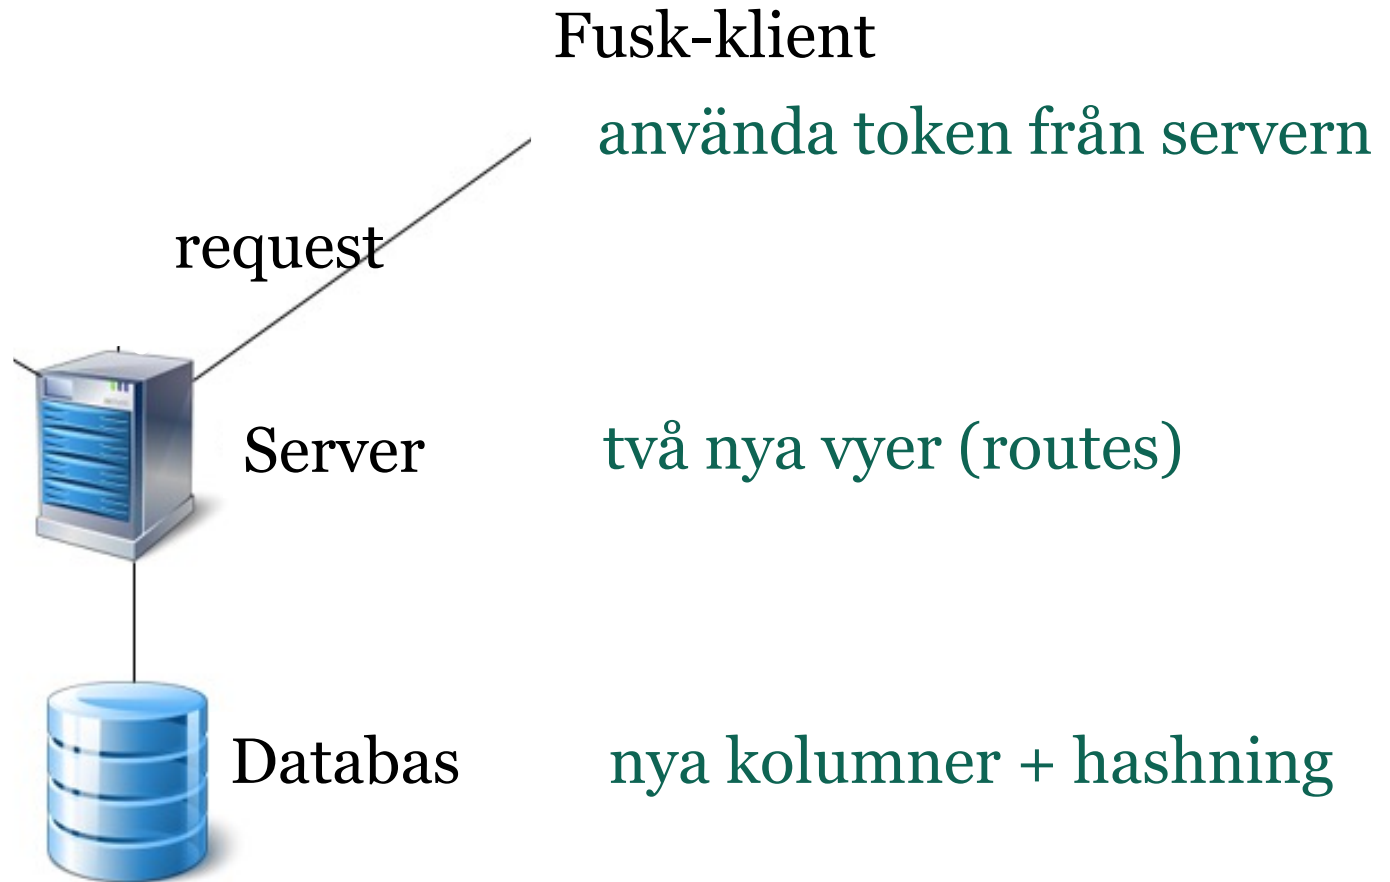 Fusk-klient
använda token från servern
request
Server
två nya vyer (routes)
Databas
nya kolumner + hashning